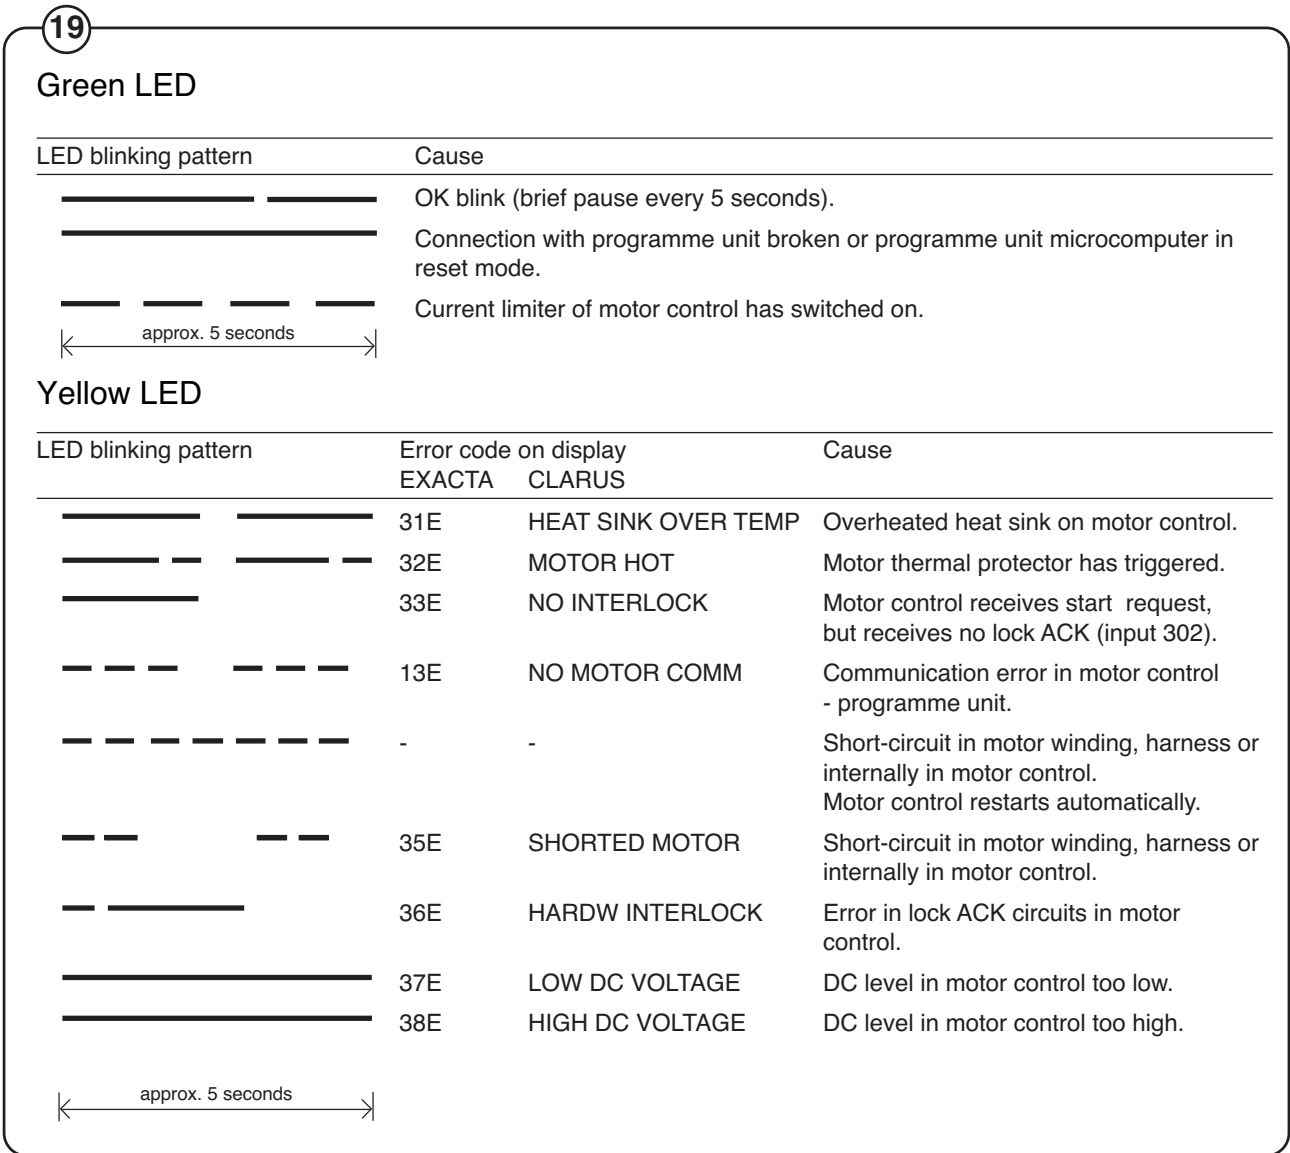 19
Green LED
LED blinking pattern Cause
OK blink (brief pause every 5 seconds).
Connection with programme unit broken or programme unit microcomputer in
reset mode.
Current limiter of motor control has switched on.
approx. 5 seconds
Yellow LED
LED blinking pattern Error code on display Cause
EXACTA CLARUS
31E HEAT SINK OVER TEMP Overheated heat sink on motor control.
32E MOTOR HOT Motor thermal protector has triggered.
33E NO INTERLOCK Motor control receives start request,
but receives no lock ACK (input 302).
13E NO MOTOR COMM Communication error in motor control
- programme unit.
- - Short-circuit in motor winding, harness or
internally in motor control.
Motor control restarts automatically.
35E SHORTED MOTOR Short-circuit in motor winding, harness or
internally in motor control.
36E HARDW INTERLOCK Error in lock ACK circuits in motor
control.
37E LOW DC VOLTAGE DC level in motor control too low.
38E HIGH DC VOLTAGE DC level in motor control too high.
approx. 5 seconds